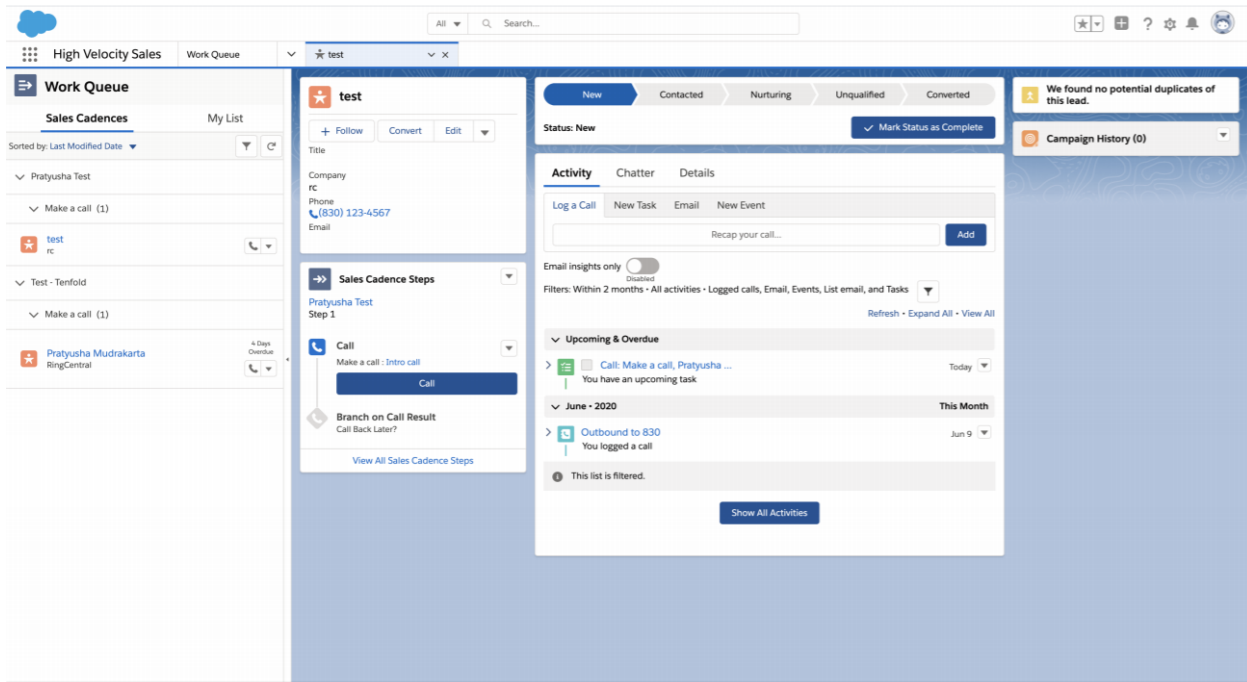 All
Search...
High Velocity Sales
Work Queue
test
Work Queue
Sales Cadences
My List
Sorted by: Last Modified Date
Pratyusha Test
Make a call (1)
test
rc
Test - Tenfold
Make a call (1)
Pratyusha Mudrakarta
RingCentral
4 Days
Overdue
test
+ Follow
Convert
Edit
Title
Company
rc
Phone
(830) 123-4567
Email
Sales Cadence Steps
Pratyusha Test
Step 1
Call
Make a call : Intro call
Call
Branch on Call Result
Call Back Later?
View All Sales Cadence Steps
New
Contacted
Nurturing
Unqualified
Converted
Status: New
Mark Status as Complete
Activity
Chatter
Details
Log a Call
New Task
Email
New Event
Recap your call...
Add
Email insights only
Disabled
Filters: Within 2 months • All activities • Logged calls, Email, Events, List email, and Tasks
Refresh • Expand All • View All
Upcoming & Overdue
Call: Make a call, Pratyusha ...
Today
You have an upcoming task
June • 2020
This Month
Outbound to 830
Jun 9
You logged a call
This list is filtered.
Show All Activities
We found no potential duplicates of
this lead.
Campaign History (0)